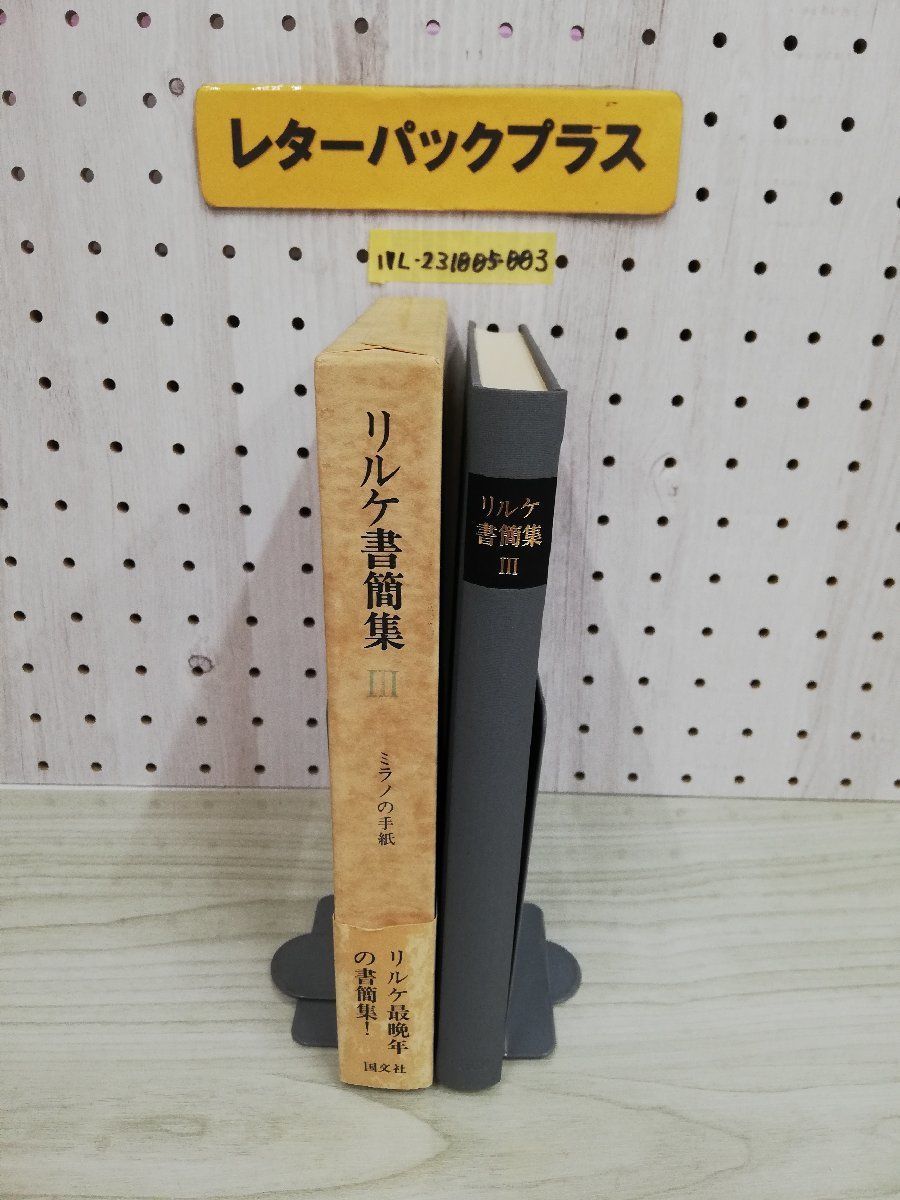 レタープックプラス
11L-231005-003
リルケ書簡集
III
ミラノの手紙
リルケ最晩年
の書簡集!
国文社
リルケ
書簡集
III